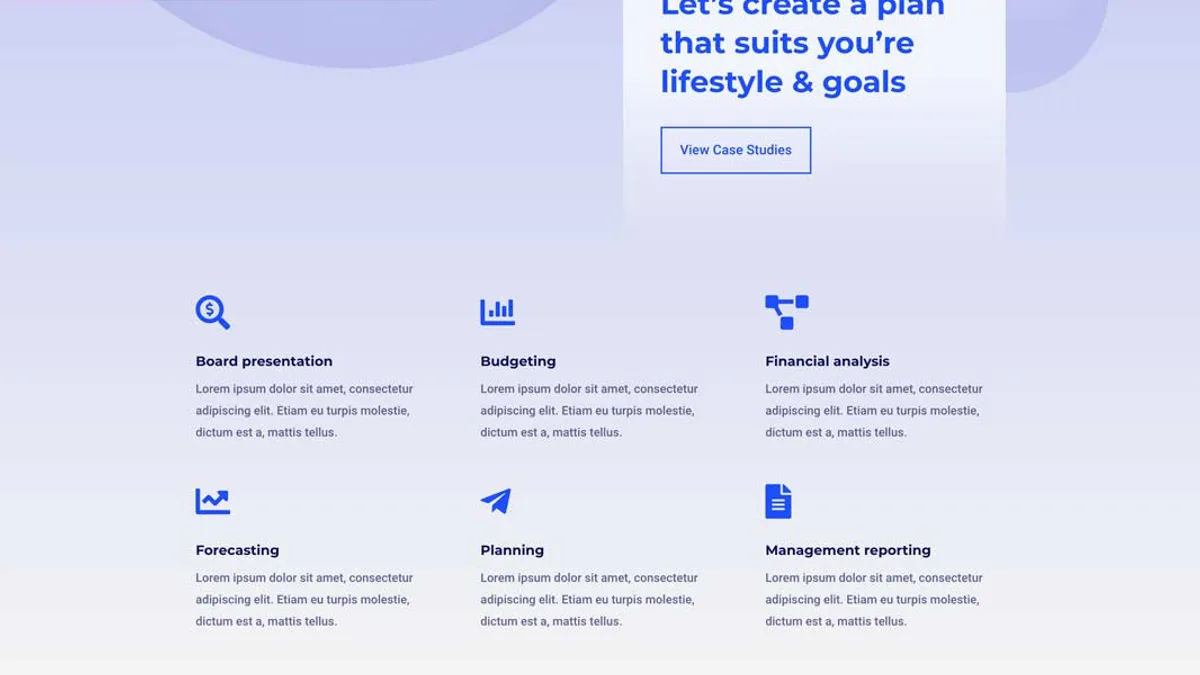 Let's create a plan
that suits you're
lifestyle & goals
View Case Studies
Board presentation
Lorem ipsum dolor sit amet, consectetur
adipiscing elit. Etiam eu turpis molestie,
dictum est a, mattis tellus.
Budgeting
Lorem ipsum dolor sit amet, consectetur
adipiscing elit. Etiam eu turpis molestie,
dictum est a, mattis tellus.
Financial analysis
Lorem ipsum dolor sit amet, consectetur
adipiscing elit. Etiam eu turpis molestie,
dictum est a, mattis tellus.
Forecasting
Lorem ipsum dolor sit amet, consectetur
adipiscing elit. Etiam eu turpis molestie,
dictum est a, mattis tellus.
Planning
Lorem ipsum dolor sit amet, consectetur
adipiscing elit. Etiam eu turpis molestie,
dictum est a, mattis tellus.
Management reporting
Lorem ipsum dolor sit amet, consectetur
adipiscing elit. Etiam eu turpis molestie,
dictum est a, mattis tellus.